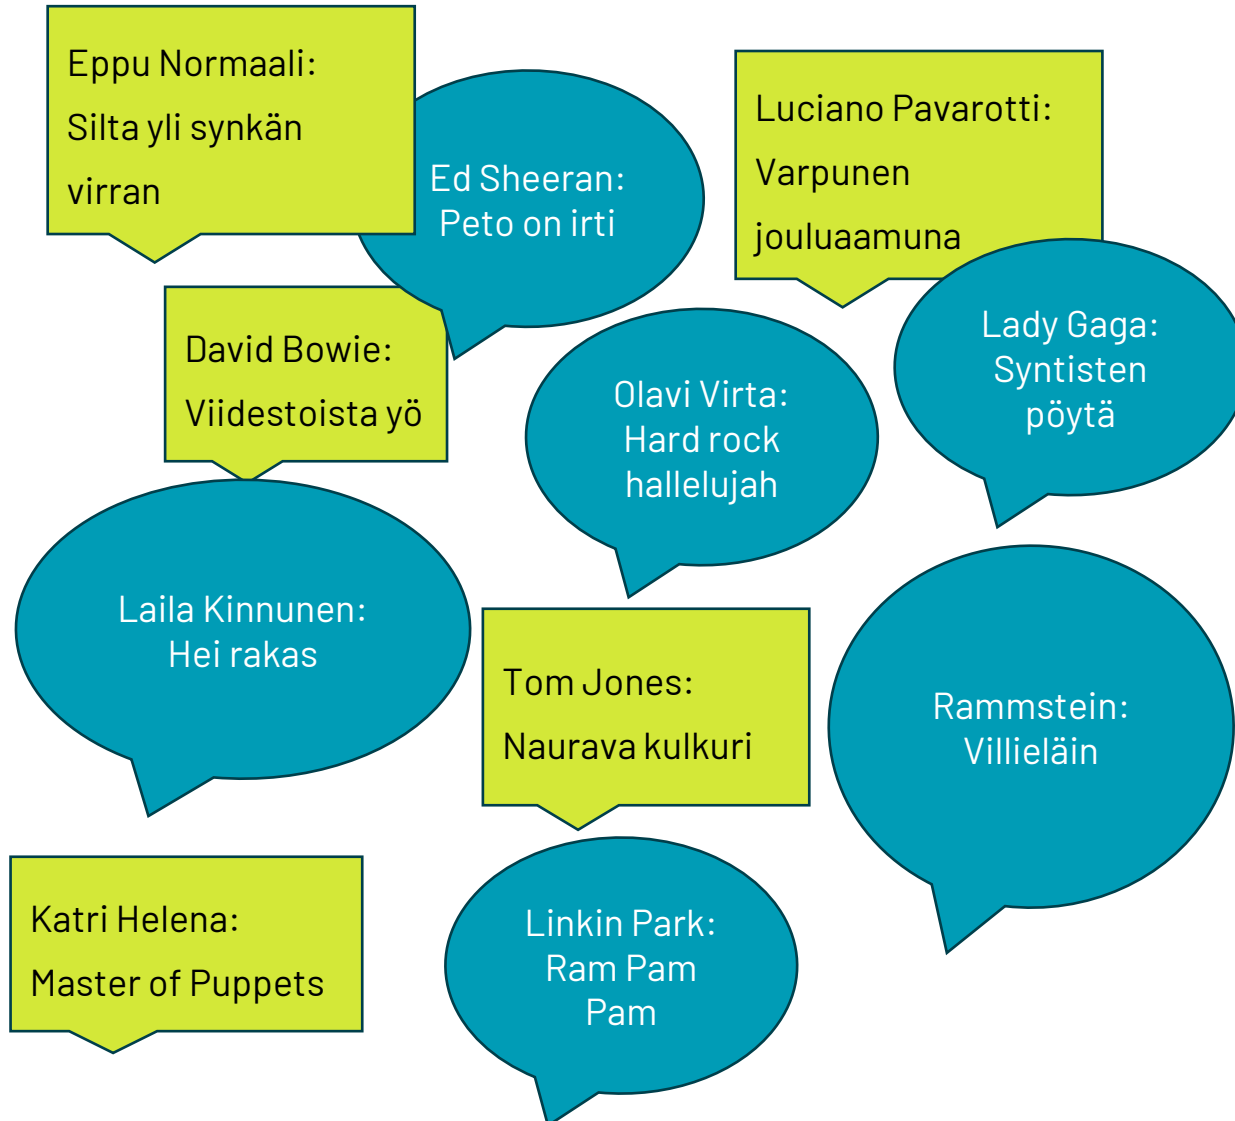 Eppu Normaali:
Silta yli synkän
virran
Ed Sheeran:
Peto on irti
Luciano Pavarotti:
Varpunen
jouluaamuna
David Bowie:
Viidestoista yö
Olavi Virta:
Hard rock
hallelujah
Lady Gaga:
Syntisten
pöytä
Laila Kinnunen:
Hei rakas
Tom Jones:
Naurava kulkuri
Rammstein:
Villieläin
Katri Helena:
Master of Puppets
Linkin Park:
Ram Pam
Pam